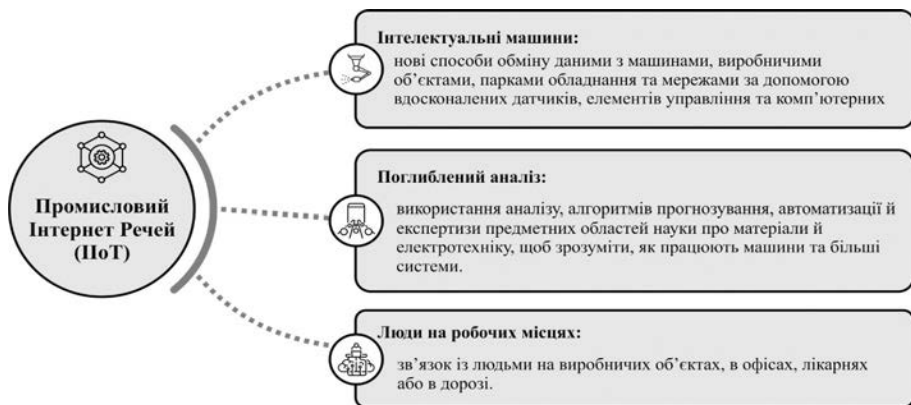 Промисловий
Інтернет Речей
(IIoT)
Інтелектуальні машини:
нові способи обміну даними з машинами, виробничими
об’єктами, парками обладнання та мережами за допомогою
вдосконалених датчиків, елементів управління та комп’ютерних
Поглиблений аналіз:
використання аналізу, алгоритмів прогнозування, автоматизації й
експертизи предметних областей науки про матеріали й
електротехніку, щоб зрозуміти, як працюють машини та більші
системи.
Люди на робочих місцях:
зв’язок із людьми на виробничих об’єктах, в офісах, лікарнях
або в дорозі.